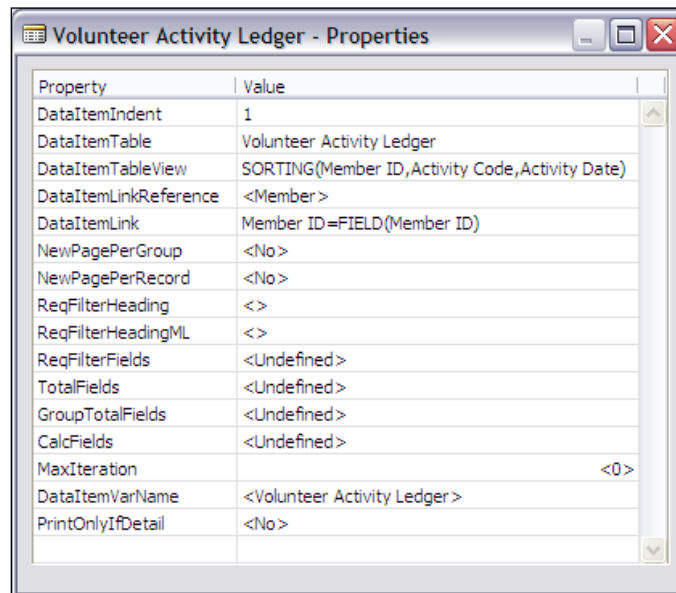 Volunteer Activity Ledger - Properties
Property Value
DataItemIndent 1
DataItemTable Volunteer Activity Ledger
DataItemTableView SORTING(Member ID,Activity Code,Activity Date)
DataItemLinkReference <Member>
DataItemLink Member ID=FIELD(Member ID)
NewPagePerGroup <No>
NewPagePerRecord <No>
ReqFilterHeading <>
ReqFilterHeadingML <>
ReqFilterFields <Undefined>
TotalFields <Undefined>
GroupTotalFields <Undefined>
CalcFields <Undefined>
MaxIteration <0>
DataItemVarName <Volunteer Activity Ledger>
PrintOnlyIfDetail <No>